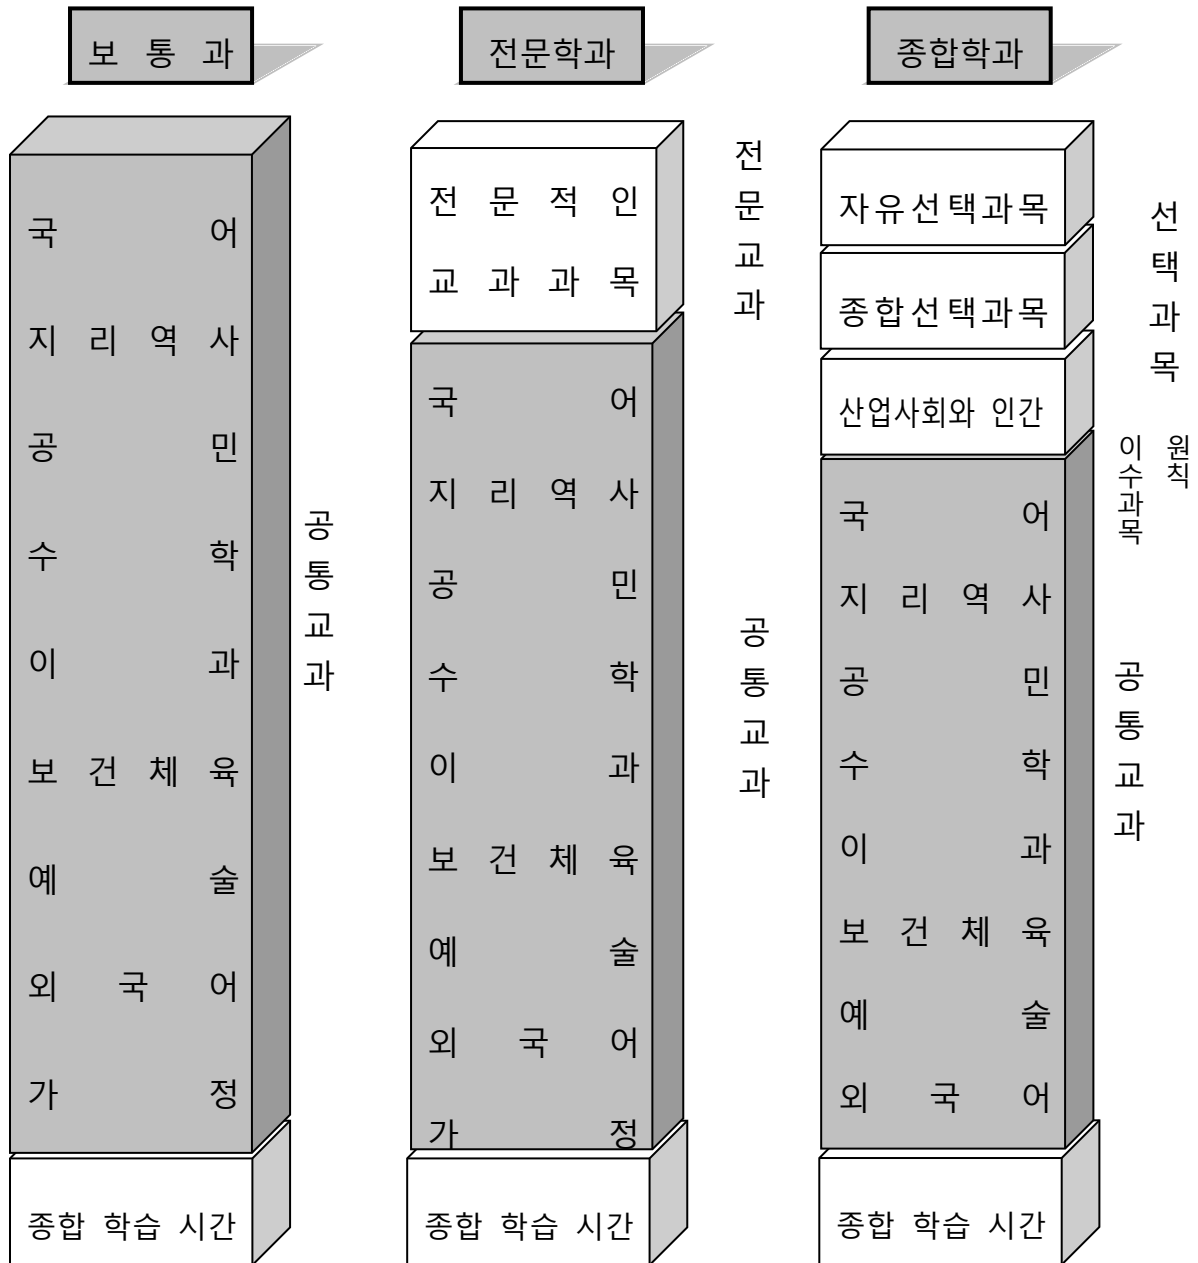 보 통 과
국 어
지 리 역 사
공 민
수 학
이 과
보 건 체 육
예 술
외 국 어
가 정
종합 학습 시간
공통교과
전문학과
전 문 적 인
교 과 과 목
국 어
지 리 역 사
공 민
수 학
이 과
보 건 체 육
예 술
외 국 어
가 정
종합 학습 시간
전문교과
공통교과
종합학과
자유선택과목
종합선택과목
산업사회와 인간
국 어
지 리 역 사
공 민
수 학
이 과
보 건 체 육
예 술
외 국 어
종합 학습 시간
선택과목
원칙
이수과목
공통교과